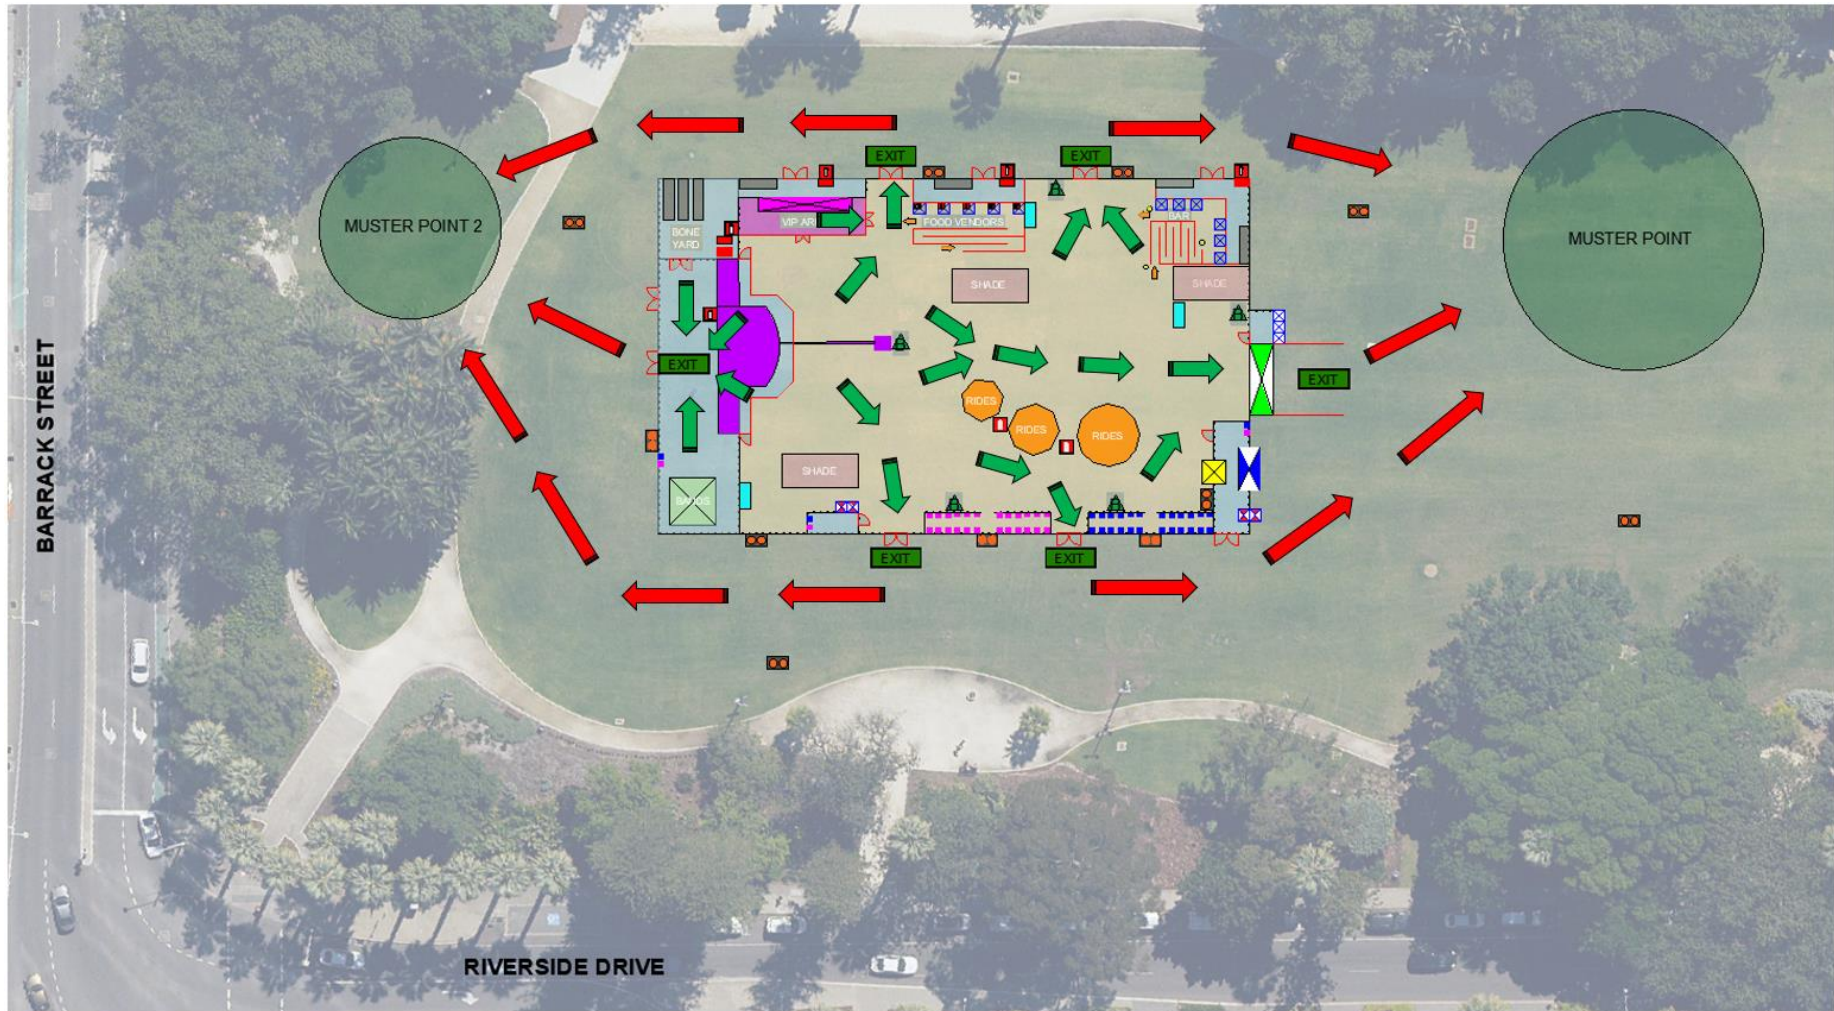 EXIT
EXIT
MUSTER POINT 2
VIP AR
FOOD VENDORS
BAR
BONE
YARD
MUSTER POINT
SHADE
SHADE
EXIT
EXIT
RIDES
RIDES
RIDES
SHADE
BARRACK STREET
EXIT
EXIT
RIVERSIDE DRIVE